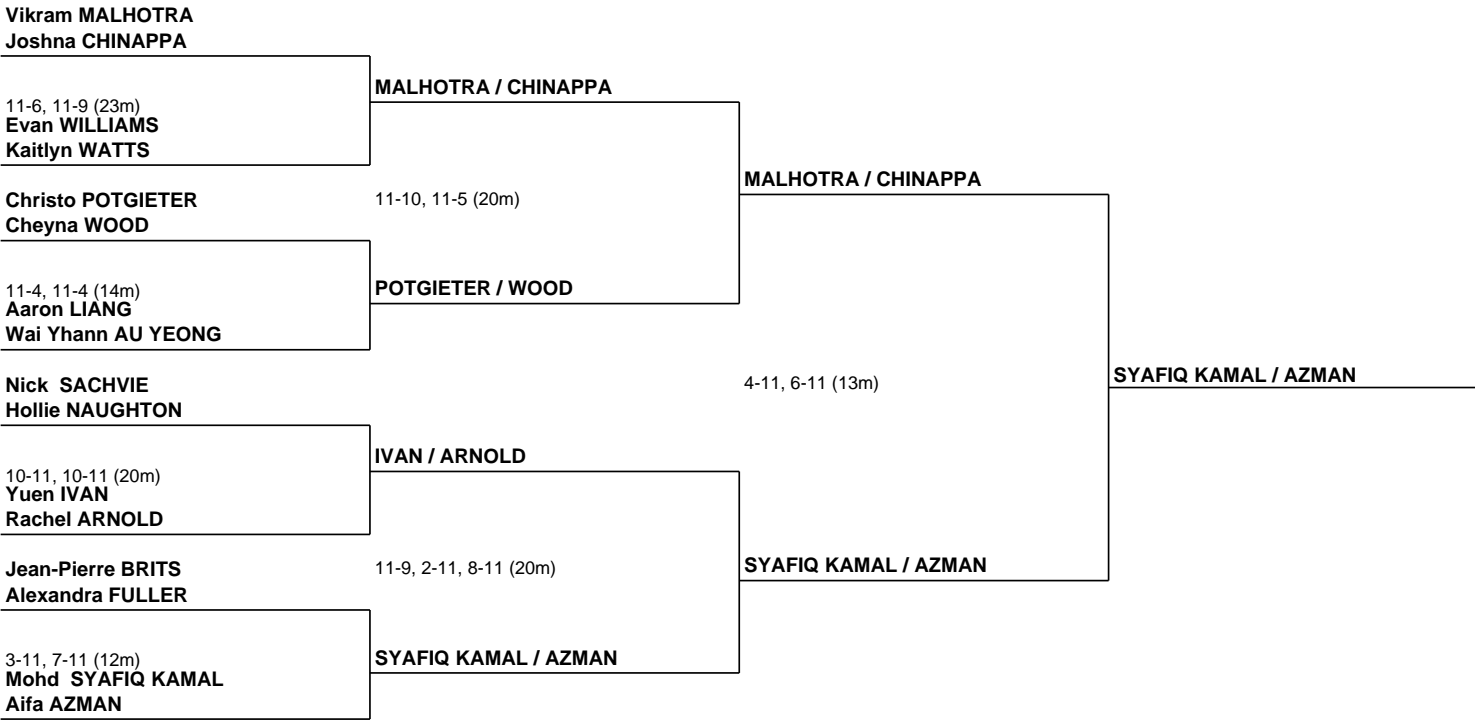 Vikram MALHOTRA
Joshna CHINAPPA
MALHOTRA / CHINAPPA
11-6, 11-9 (23m)
Evan WILLIAMS
Kaitlyn WATTS
MALHOTRA / CHINAPPA
Christo POTGIETER
11-10, 11-5 (20m)
Cheyna WOOD
11-4, 11-4 (14m)
POTGIETER / WOOD
Aaron LIANG
Wai Yhann AU YEONG
SYAFIQ KAMAL / AZMAN
Nick  SACHVIE
4-11, 6-11 (13m)
Hollie NAUGHTON
IVAN / ARNOLD
10-11, 10-11 (20m)
Yuen IVAN
Rachel ARNOLD
Jean-Pierre BRITS
11-9, 2-11, 8-11 (20m)
SYAFIQ KAMAL / AZMAN
Alexandra FULLER
3-11, 7-11 (12m)
SYAFIQ KAMAL / AZMAN
Mohd  SYAFIQ KAMAL
Aifa AZMAN